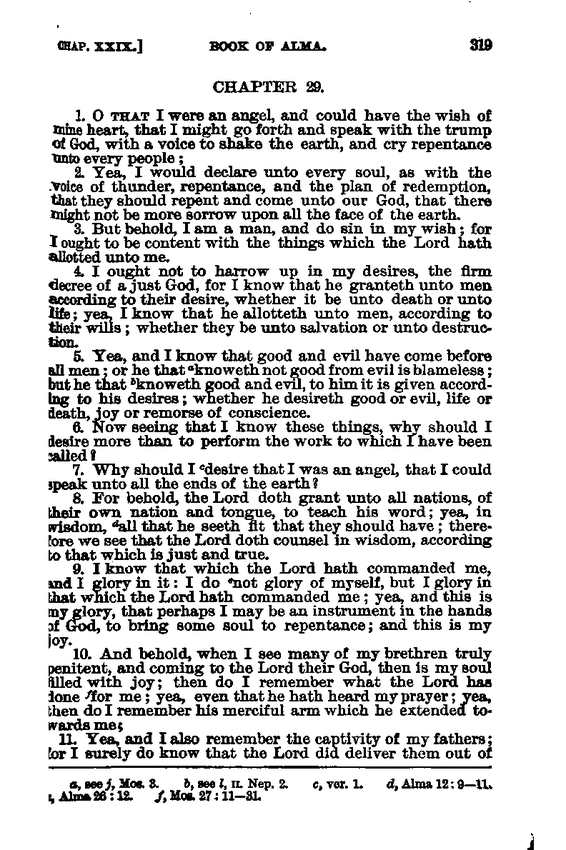 CHAP. XXIX.] BOOK OF ALMA. 319
CHAPTER 29.
1. O THAT I were an angel, and could have the wish of
mine heart, that I might go forth and speak with the trump
of God, with a voice to shake the earth, and cry repentance
unto every people;
2. Yea, I would declare unto every soul, as with the
voice of thunder, repentance, and the plan of redemption,
that they should repent and come unto our God, that there
might not be more sorrow upon all the face of the earth.
3. But behold, I am a man, and do sin in my wish; for
I ought to be content with the things which the Lord hath
allotted unto me.
4. I ought not to harrow up in my desires, the firm
decree of a just God, for I know that he granteth unto men
according to their desire, whether it be unto death or unto
life; yea, I know that he allotteth unto men, according to
their wills; whether they be unto salvation or unto destruc-
tion.
5. Yea, and I know that good and evil have come before
all men; or he that aknoweth not good from evil is blameless;
but he that bknoweth good and evil, to him it is given accord-
ing to his desires; whether he desireth good or evil, life or
death, joy or remorse of conscience.
6. Now seeing that I know these things, why should I
desire more than to perform the work to which I have been
called?
7. Why should I cdesire that I was an angel, that I could
speak unto all the ends of the earth?
8. For behold, the Lord doth grant unto all nations, of
their own nation and tongue, to teach his word; yea, in
wisdom, dall that he seeth fit that they should have; there-
fore we see that the Lord doth counsel in wisdom, according
to that which is just and true.
9. I know that which the Lord hath commanded me,
and I glory in it: I do enot glory of myself, but I glory in
that which the Lord hath commanded me; yea, and this is
my glory, that perhaps I may be an instrument in the hands
of God, to bring some soul to repentance; and this is my
joy.
10. And behold, when I see many of my brethren truly
penitent, and coming to the Lord their God, then is my soul
filled with joy; then do I remember what the Lord has
done ffor me; yea, even that he hath heard my prayer; yea,
then do I remember his merciful arm which he extended to-
wards me;
11. Yea, and I also remember the captivity of my fathers;
for I surely do know that the Lord did deliver them out of
a, see j, Mos. 3. b, see l, II. Nep. 2. c, ver. 1. d, Alma 12: 9—11.
e, Alma 26: 12. f, Mos. 27: 11—31.